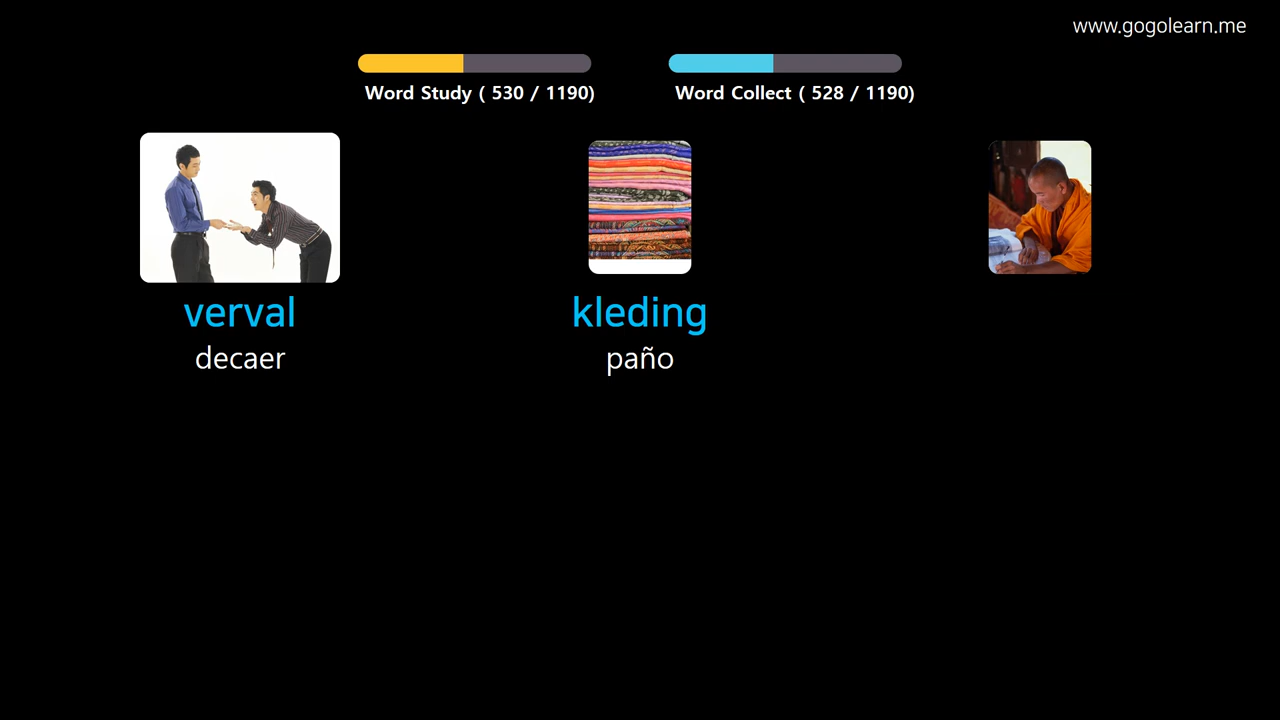 www.gogolearn.me
Word Study ( 530 / 1190)
Word Collect ( 528 / 1190)
verval
kleding
decaer
paño